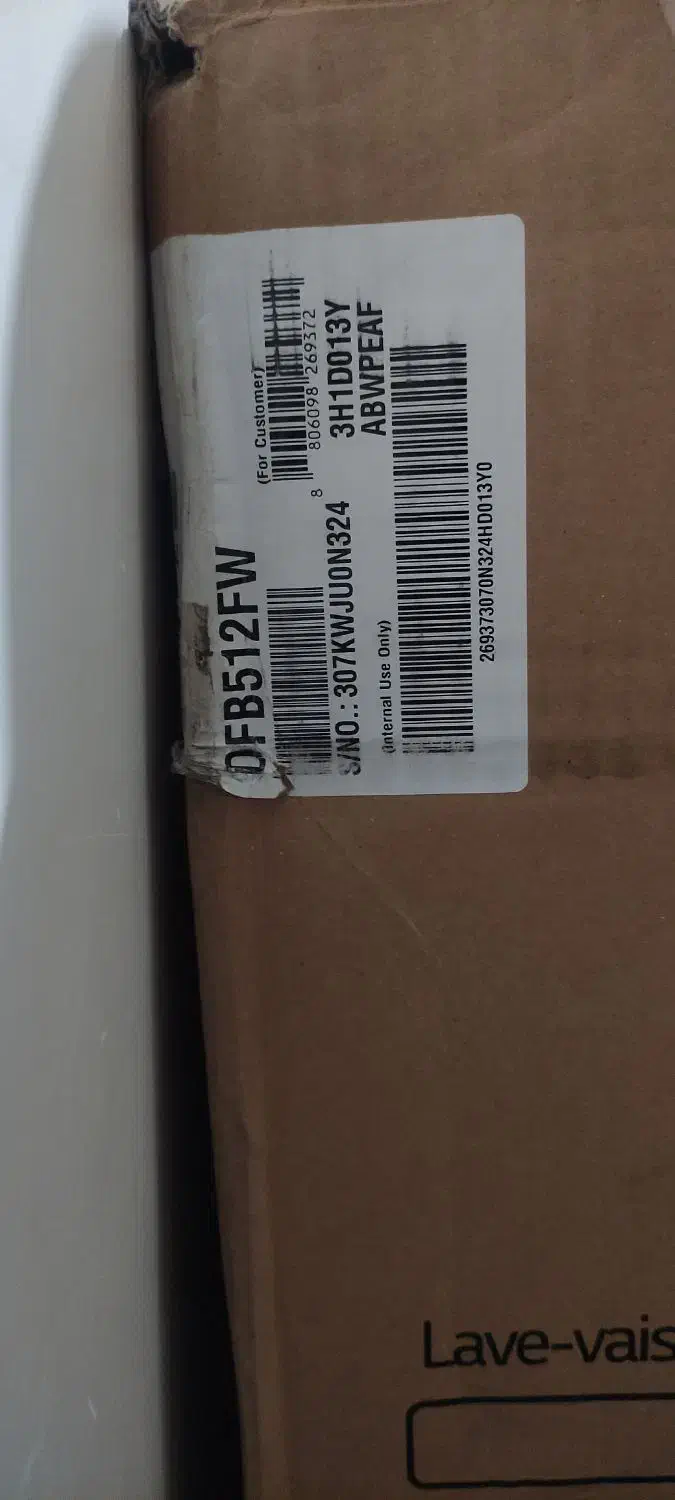 DFB512FW
(For Customer)
8 806098 269372
S/NO.: 307KWJU0N324
3H1D013Y
ABWPEAF
(Internal Use Only)
269373070N324HD013Y0
Lave-vais